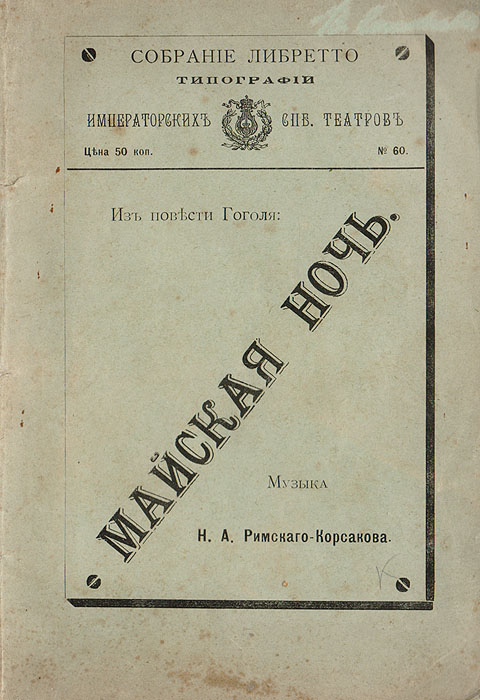 СОБРАНІЕ ЛИБРЕТТО
ТИПОГРАФІИ
ИМПЕРАТОРСКИХЪ СПБ. ТЕАТРОВЪ
Цѣна 50 коп. № 60.
Изъ повѣсти Гоголя:
МАЙСКАЯ НОЧЬ.
Музыка
Н. А. Римскаго-Корсакова.